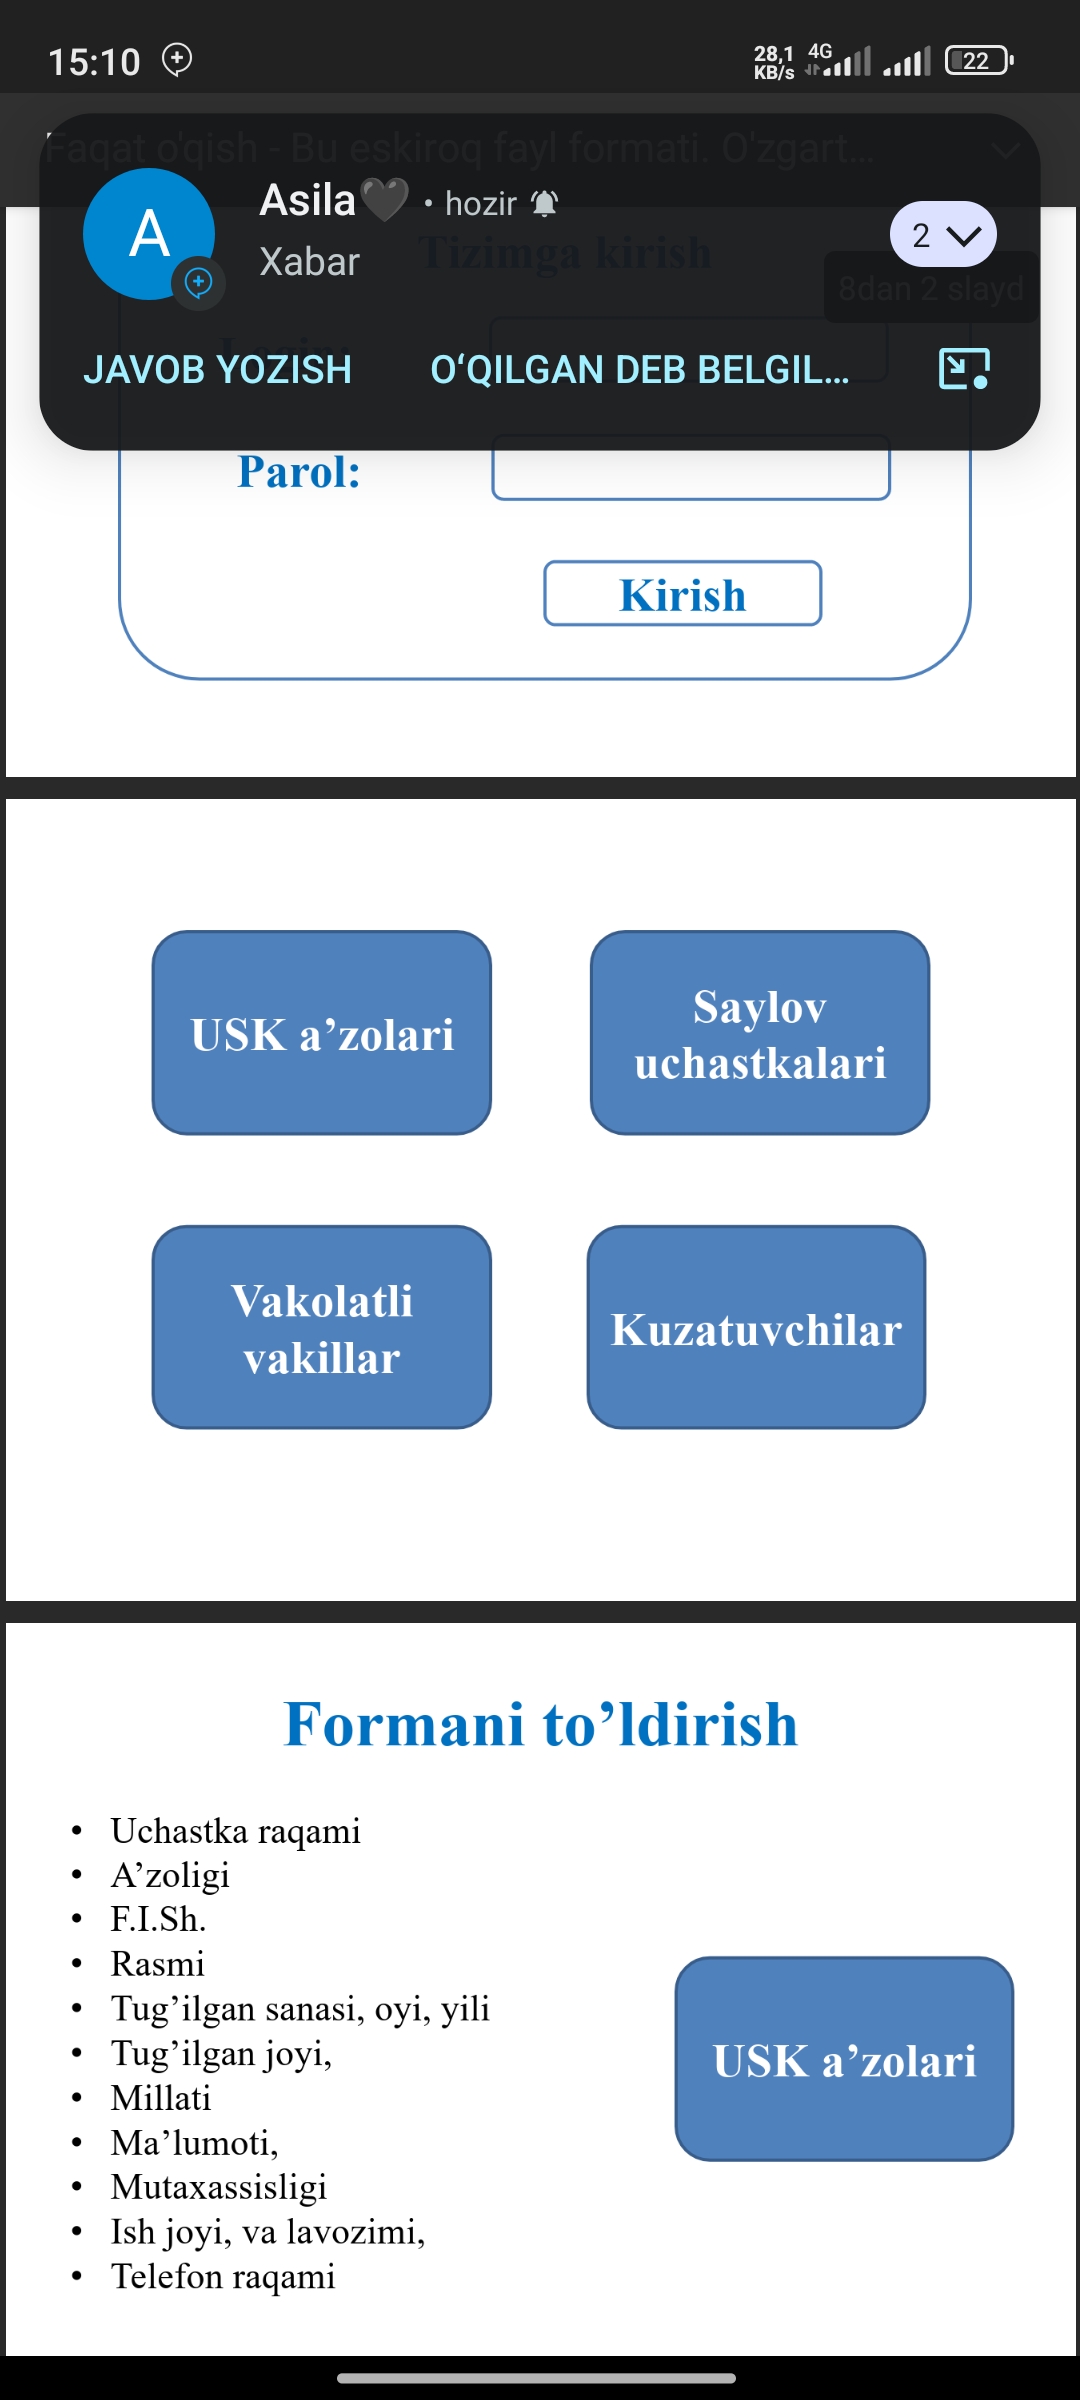 15:10
28,1 KB/s 4G 22
Faqat o'qish - Bu eskiroq fayl formati. O'zgart...
Asila🖤 • hozir
2
Xabar
Tizimga kirish
8dan 2 slayd
Login:
JAVOB YOZISH
O‘QILGAN DEB BELGIL...
Parol:
Kirish
USK a’zolari
Saylov
uchastkalari
Vakolatli
vakillar
Kuzatuvchilar
Formani to’ldirish
• Uchastka raqami
• A’zoligi
• F.I.Sh.
• Rasmi
• Tug’ilgan sanasi, oyi, yili
• Tug’ilgan joyi,
• Millati
• Ma’lumoti,
• Mutaxassisligi
• Ish joyi, va lavozimi,
• Telefon raqami
USK a’zolari
A